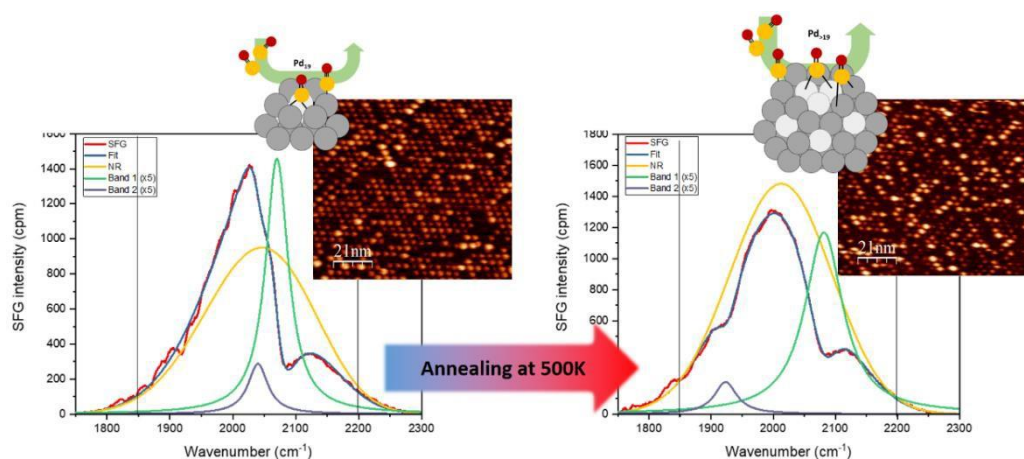 Pd19
1600
1400
1200
1000
800
600
400
200
0
SFG intensity (cpm)
SFG
Fit
NR
Band 1 (x5)
Band 2 (x5)
21nm
1800 1900 2000 2100 2200 2300
Wavenumber (cm-1)
Annealing at 500K
Pd>19
1800
1600
1400
1200
1000
800
600
400
200
0
SFG intensity (cpm)
SFG
Fit
NR
Band 1 (x5)
Band 2 (x5)
21nm
1800 1900 2000 2100 2200 2300
Wavenumber (cm-1)